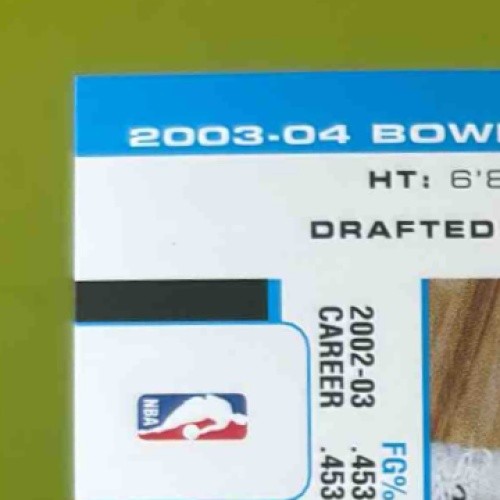 2003-04 BOW
HT: 6'8
DRAFTED
FG%
2002-03 .453
CAREER .453
NBA